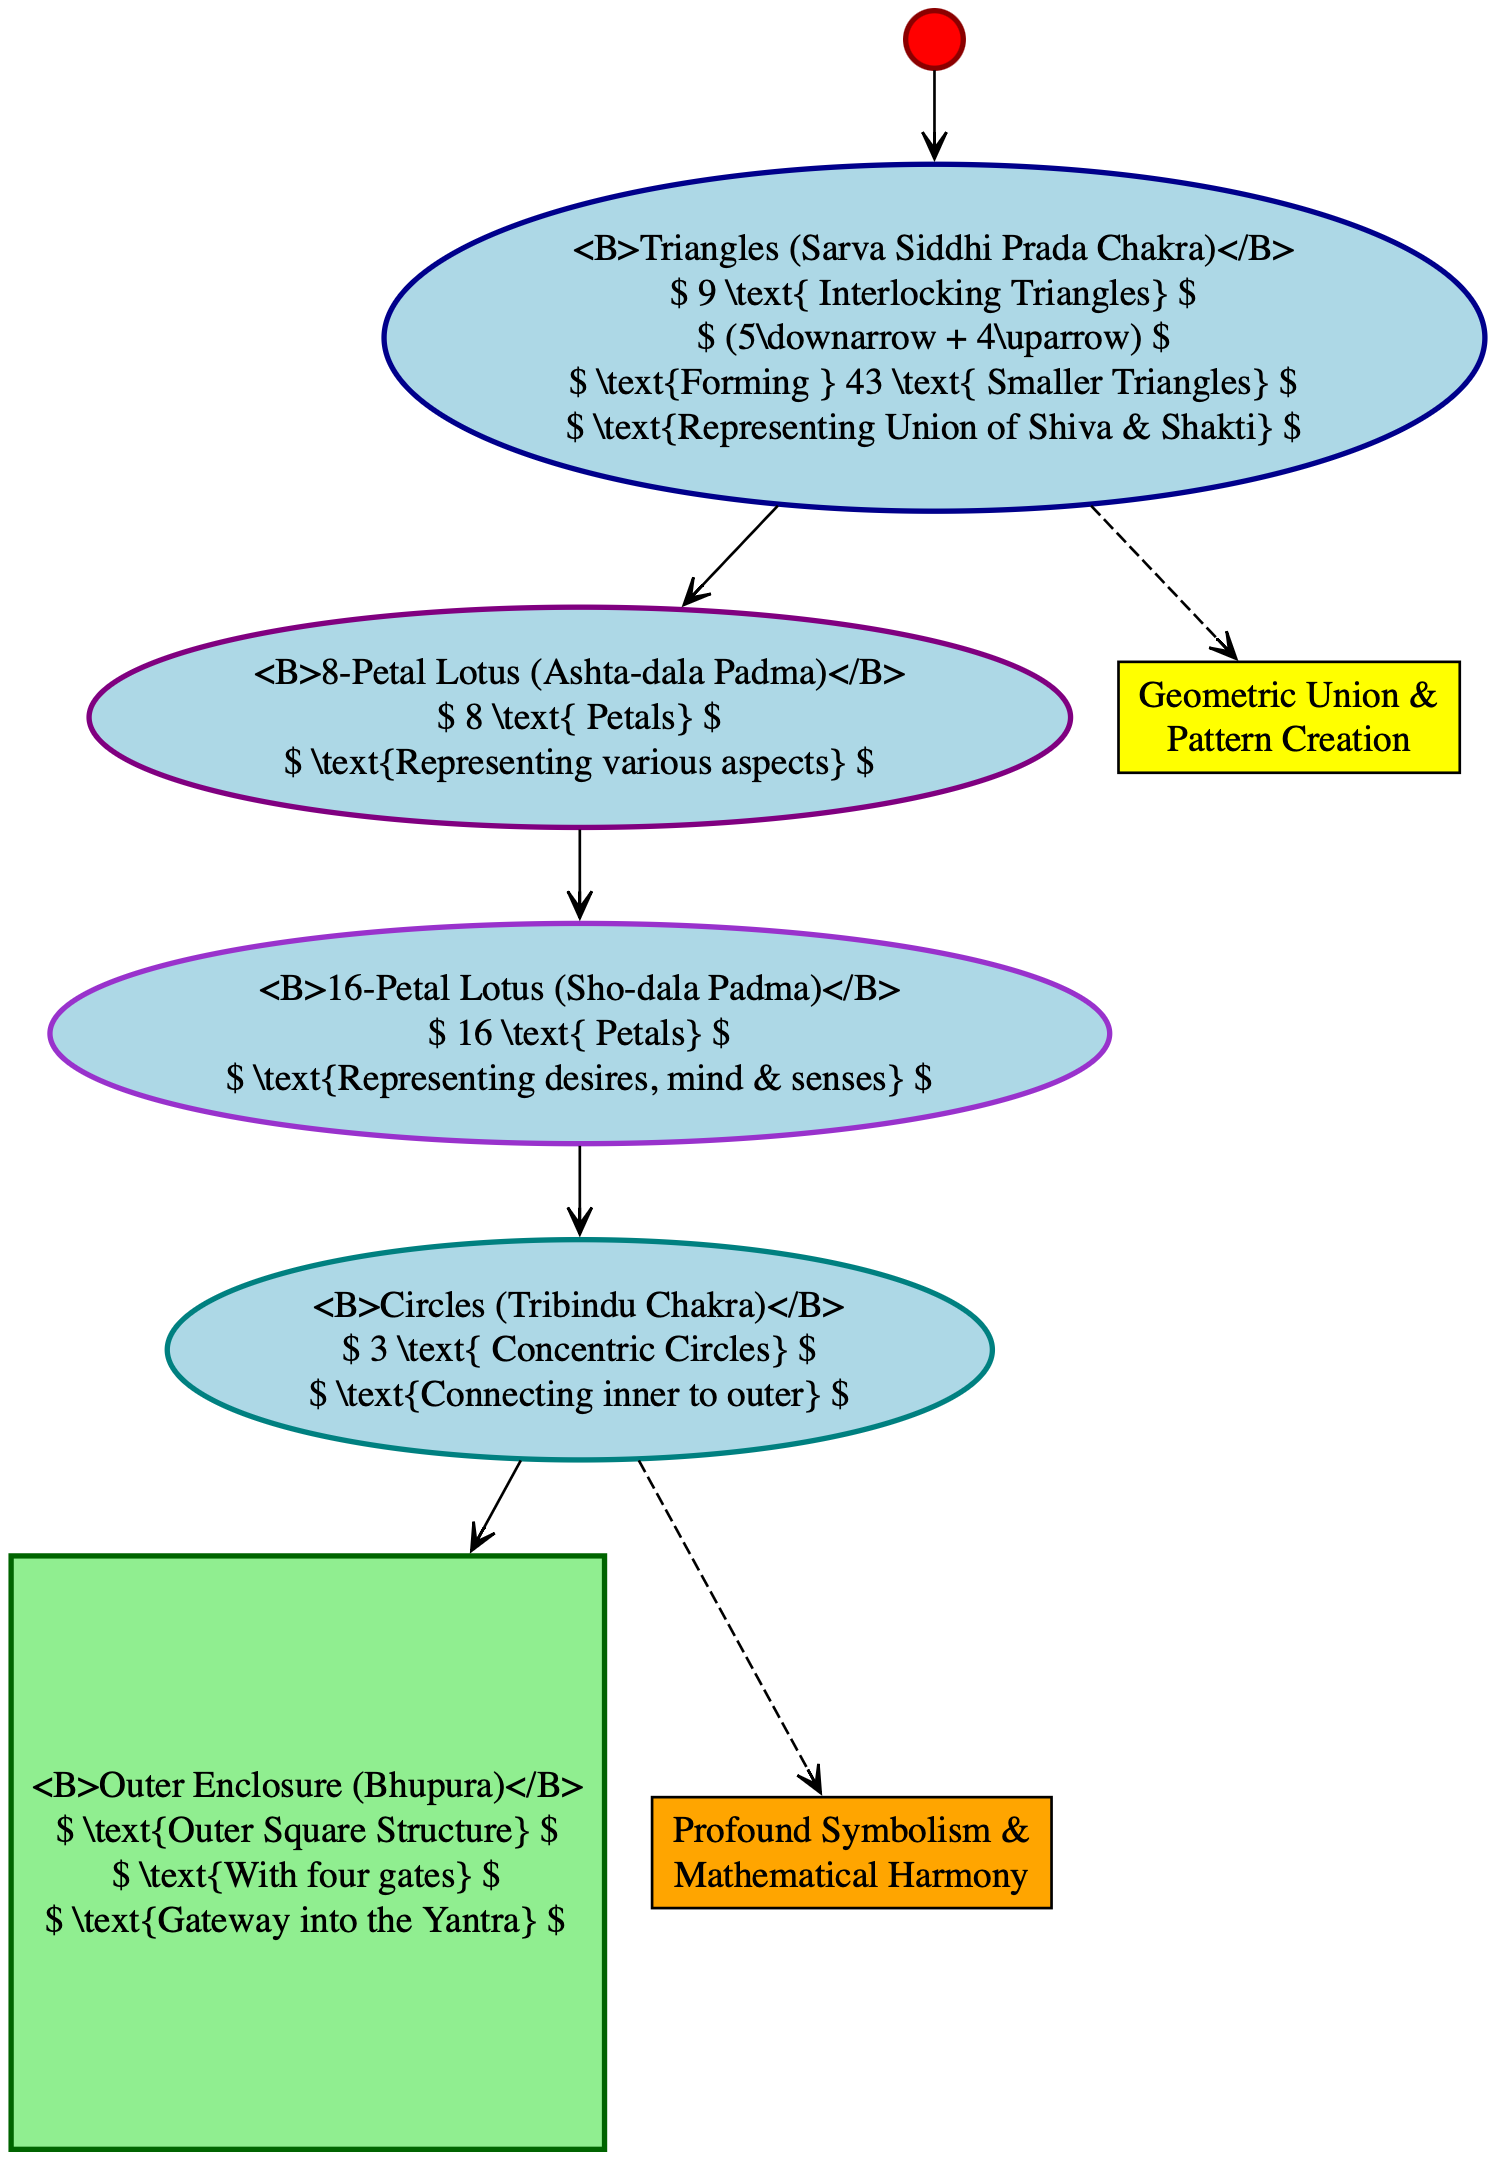 <B>Triangles (Sarva Siddhi Prada Chakra)</B>
$ 9 \text{ Interlocking Triangles} $
$ (5\downarrow + 4\uparrow) $
$ \text{Forming } 43 \text{ Smaller Triangles} $
$ \text{Representing Union of Shiva & Shakti} $
<B>8-Petal Lotus (Ashta-dala Padma)</B>
$ 8 \text{ Petals} $
$ \text{Representing various aspects} $
Geometric Union &
Pattern Creation
<B>16-Petal Lotus (Sho-dala Padma)</B>
$ 16 \text{ Petals} $
$ \text{Representing desires, mind & senses} $
<B>Circles (Tribindu Chakra)</B>
$ 3 \text{ Concentric Circles} $
$ \text{Connecting inner to outer} $
<B>Outer Enclosure (Bhupura)</B>
$ \text{Outer Square Structure} $
$ \text{With four gates} $
$ \text{Gateway into the Yantra} $
Profound Symbolism &
Mathematical Harmony